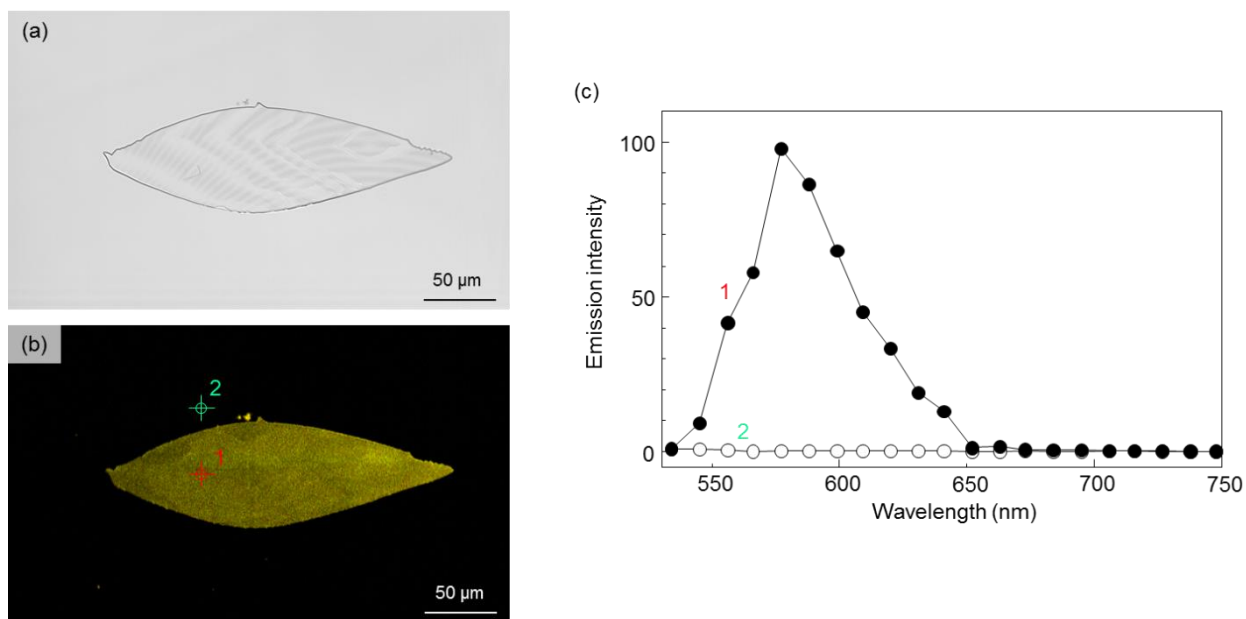 (a)
50 µm
(b)
2
1
50 µm
(c)
100
50
0
Emission intensity
1
2
550 600 650 700 750
Wavelength (nm)